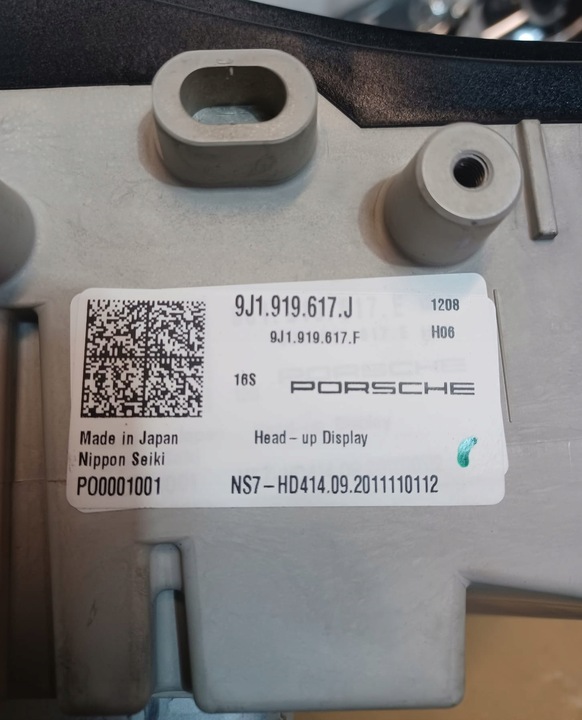 9J1.919.617.J 1208
9J1.919.617.F H06
16S PORSCHE
Made in Japan Head-up Display
Nippon Seiki
PO0001001 NS7-HD414.09.2011110112